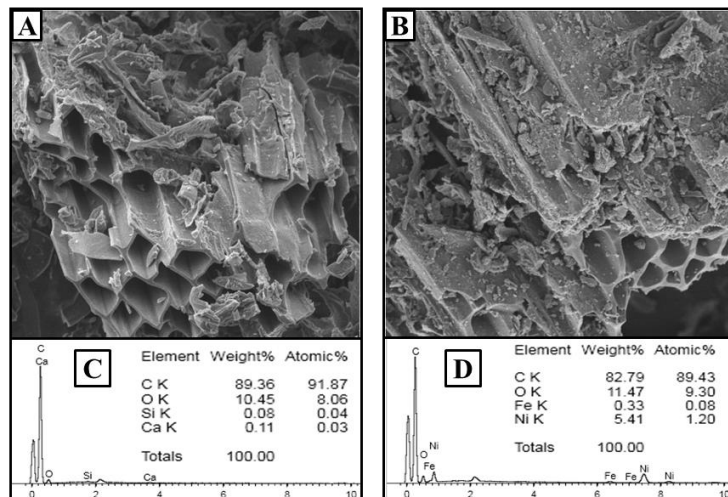 A
B
C
Ca
C
O
Si
Ca
0 2 4 6 8 10
Element Weight% Atomic%
C K 89.36 91.87
O K 10.45 8.06
Si K 0.08 0.04
Ca K 0.11 0.03
Totals 100.00
C
D
O Ni
Fe
Fe Fe Ni
Ni
0 2 4 6 8 10
Element Weight% Atomic%
C K 82.79 89.43
O K 11.47 9.30
Fe K 0.33 0.08
Ni K 5.41 1.20
Totals 100.00